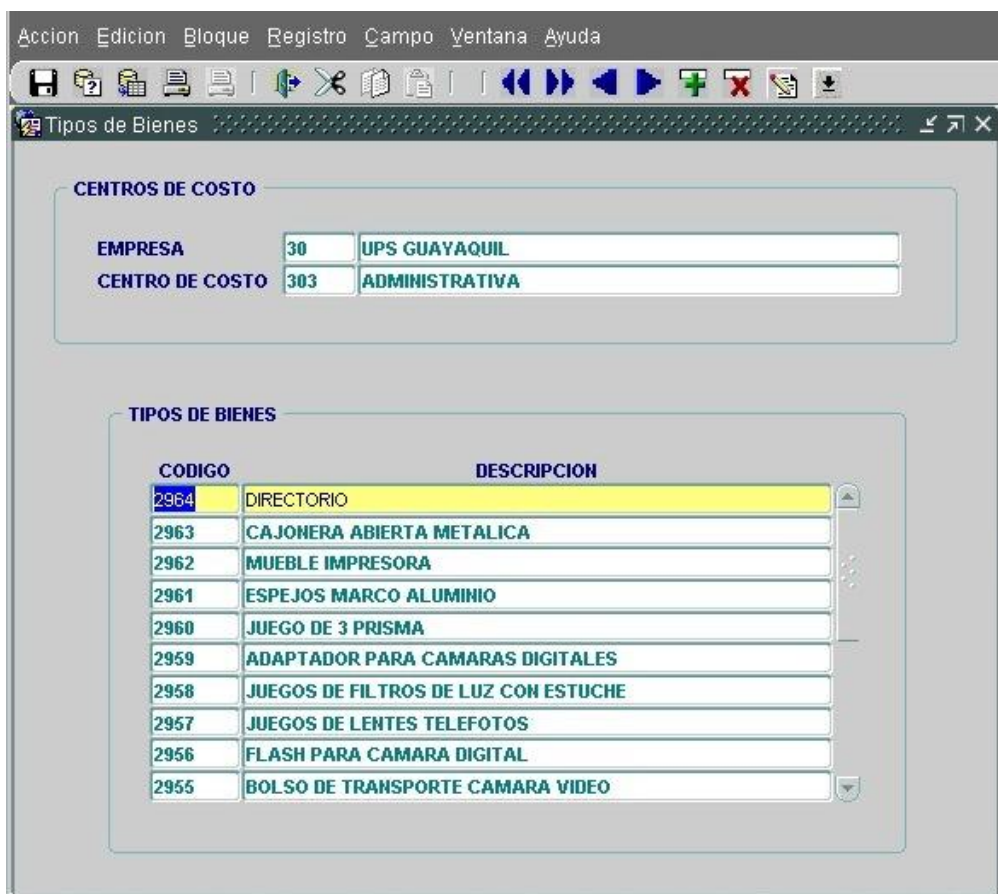 Accion Edicion Bloque Registro Campo Ventana Ayuda
Tipos de Bienes
CENTROS DE COSTO
EMPRESA 30 UPS GUAYAQUIL
CENTRO DE COSTO 303 ADMINISTRATIVA
TIPOS DE BIENES
CODIGO DESCRIPCION
2964 DIRECTORIO
2963 CAJONERA ABIERTA METALICA
2962 MUEBLE IMPRESORA
2961 ESPEJOS MARCO ALUMINIO
2960 JUEGO DE 3 PRISMA
2959 ADAPTADOR PARA CAMARAS DIGITALES
2958 JUEGOS DE FILTROS DE LUZ CON ESTUCHE
2957 JUEGOS DE LENTES TELEFOTOS
2956 FLASH PARA CAMARA DIGITAL
2955 BOLSO DE TRANSPORTE CAMARA VIDEO